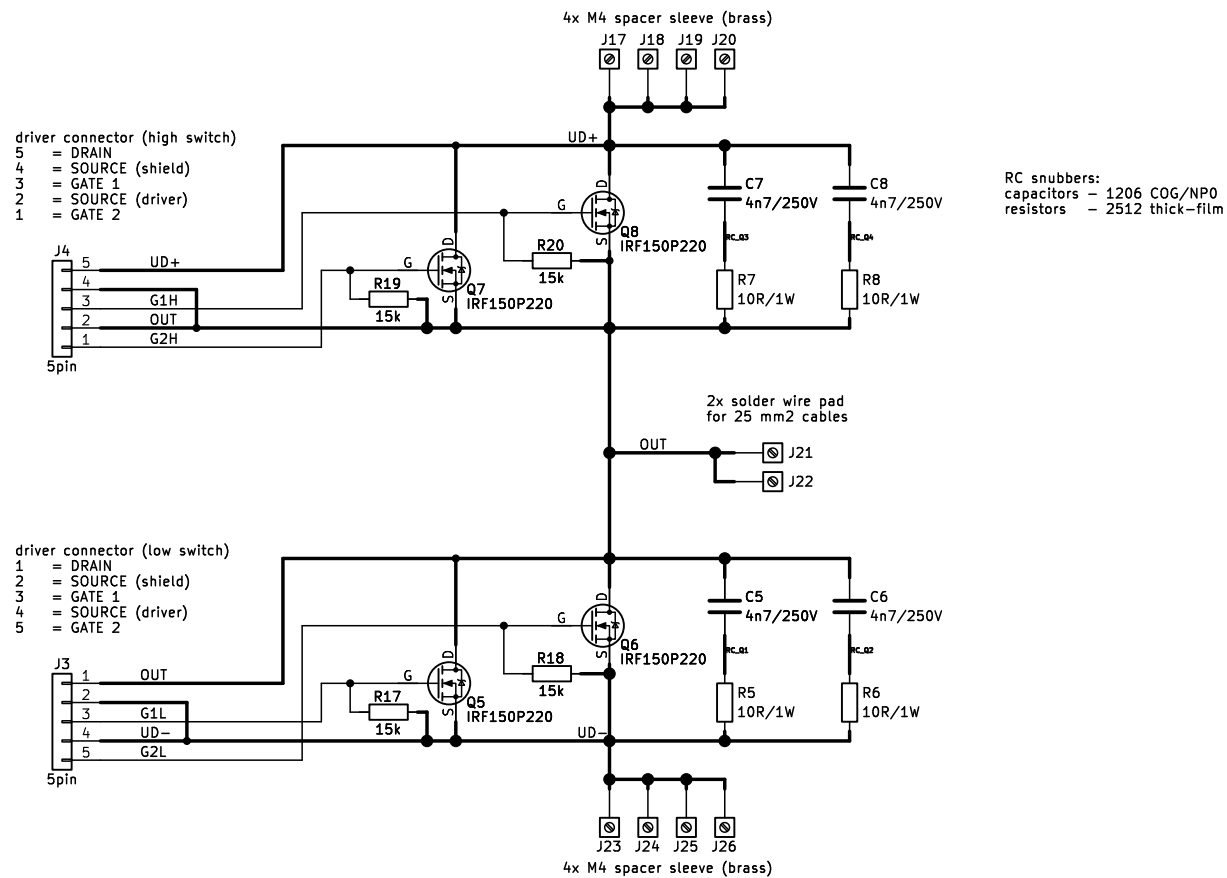 4x M4 spacer sleeve (brass)
J17 J18 J19 J20
driver connector (high switch)
5 = DRAIN
4 = SOURCE (shield)
3 = GATE 1
2 = SOURCE (driver)
1 = GATE 2
UD+
RC snubbers:
capacitors - 1206 COG/NP0
resistors - 2512 thick-film
D
G
S
Q8
IRF150P220
C7
4n7/250V
C8
4n7/250V
RC_Q3
RC_Q4
R20
15k
R7
10R/1W
R8
10R/1W
D
G
S
Q7
IRF150P220
R19
15k
J4
5 UD+
4
3 G1H
2 OUT
1 G2H
5pin
2x solder wire pad
for 25 mm2 cables
OUT
J21
J22
driver connector (low switch)
1 = DRAIN
2 = SOURCE (shield)
3 = GATE 1
4 = SOURCE (driver)
5 = GATE 2
D
G
S
Q6
IRF150P220
C5
4n7/250V
C6
4n7/250V
RC_Q1
RC_Q2
R18
15k
R5
10R/1W
R6
10R/1W
D
G
S
Q5
IRF150P220
R17
15k
J3
1 OUT
2
3 G1L
4 UD-
5 G2L
5pin
UD-
J23 J24 J25 J26
4x M4 spacer sleeve (brass)